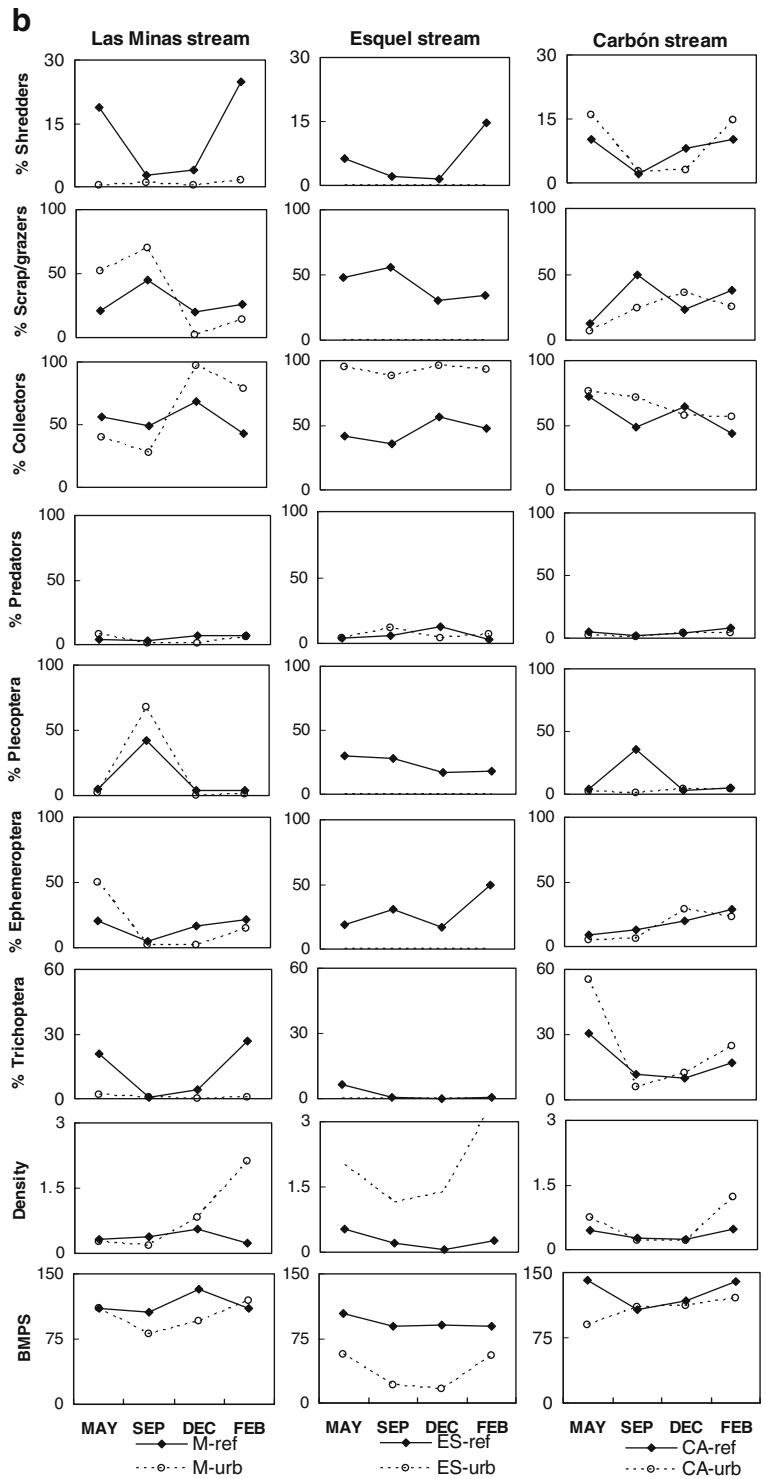 b
Las Minas stream Esquel stream Carbón stream
% Shredders
30 30 30
15 15 15
0 0 0
% Scrap/grazers
100 100 100
50 50 50
0 0 0
% Collectors
100 100 100
50 50 50
0 0 0
% Predators
100 100 100
50 50 50
0 0 0
% Plecoptera
100 100 100
50 50 50
0 0 0
% Ephemeroptera
100 100 100
50 50 50
0 0 0
% Trichoptera
60 60 60
30 30 30
0 0 0
Density
3 3 3
1.5 1.5 1.5
0 0 0
BMPS
150 150 150
75 75 75
0 0 0
MAY SEP DEC FEB MAY SEP DEC FEB MAY SEP DEC FEB
M-ref ES-ref CA-ref
M-urb ES-urb CA-urb